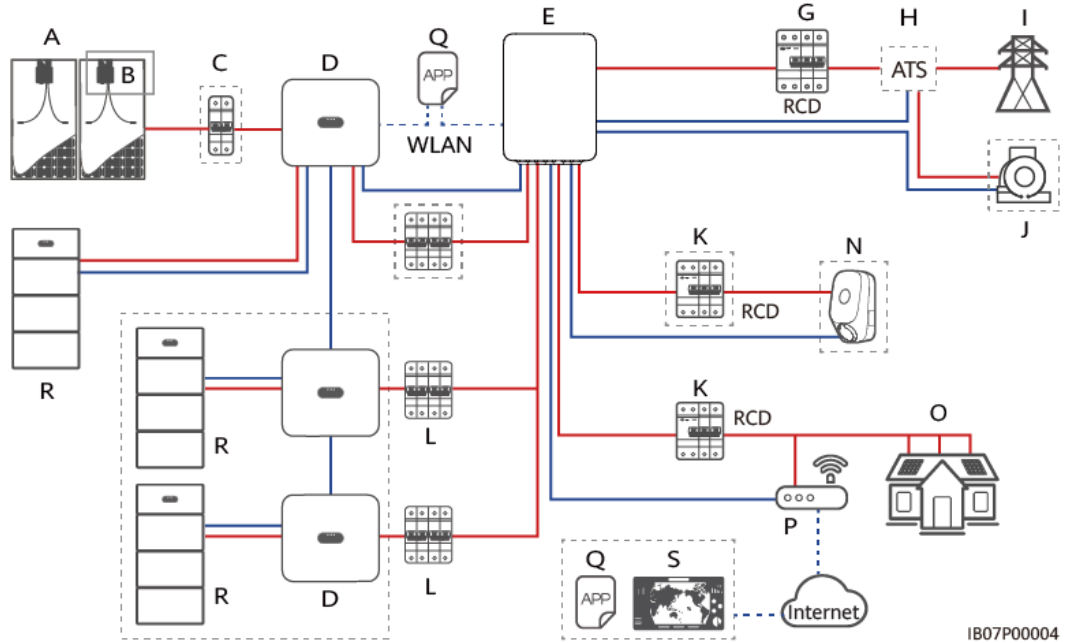 A
B
C
D
Q
APP
WLAN
E
G
RCD
H
ATS
I
J
K
RCD
N
R
R
L
K
RCD
O
P
R
D
L
Q
APP
S
Internet
IB07P00004